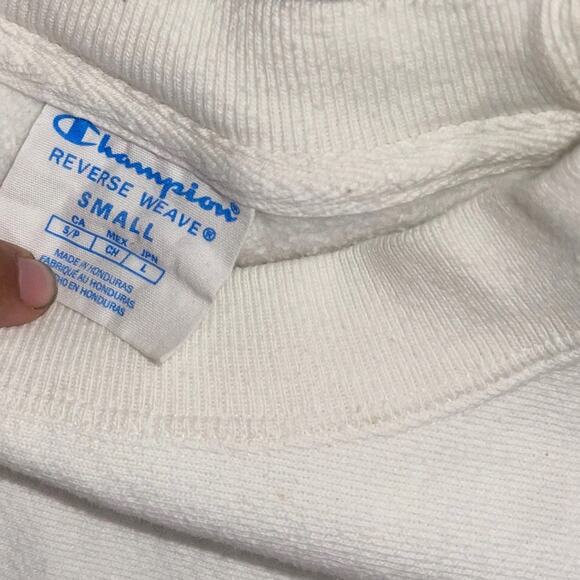 Champion®
REVERSE WEAVE®
SMALL
CA MEX JPN
S/P CH L
MADE IN HONDURAS
FABRIQUÉ AU HONDURAS
HECHO EN HONDURAS